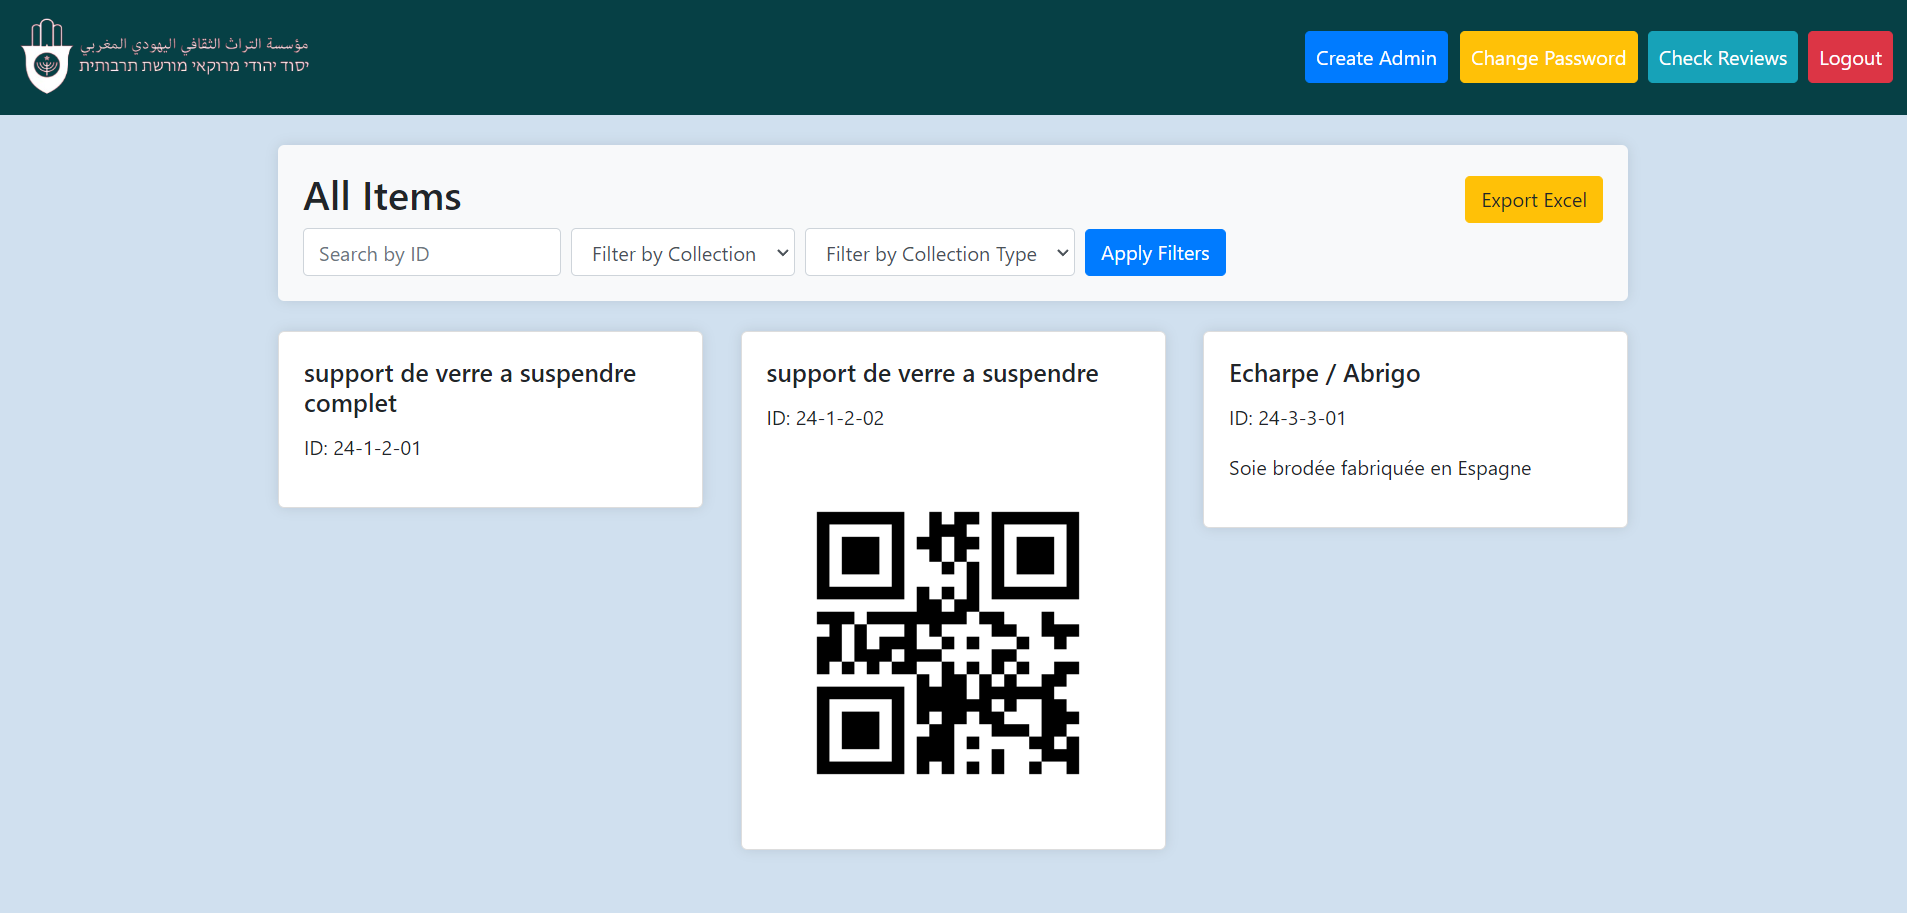 مؤسسة التراث الثقافي اليهودي المغربي
יסוד יהודי מרוקאי מורשת תרבותית
Create Admin
Change Password
Check Reviews
Logout
All Items
Export Excel
Search by ID
Filter by Collection
Filter by Collection Type
Apply Filters
support de verre a suspendre
complet
ID: 24-1-2-01
support de verre a suspendre
ID: 24-1-2-02
Echarpe / Abrigo
ID: 24-3-3-01
Soie brodée fabriquée en Espagne